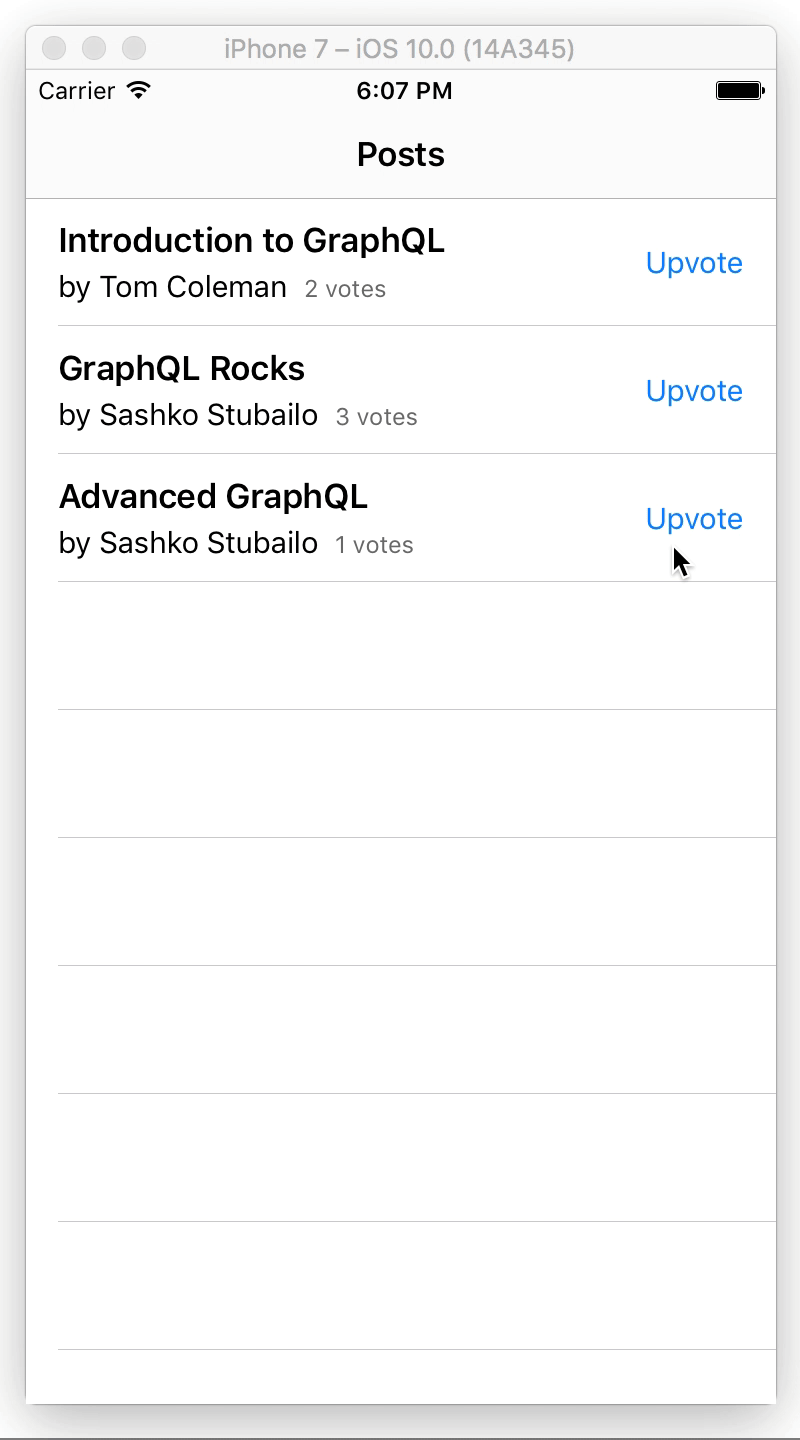 iPhone 7 – iOS 10.0 (14A345)
Carrier 6:07 PM
Posts
Introduction to GraphQL
by Tom Coleman 2 votes
Upvote
GraphQL Rocks
by Sashko Stubailo 3 votes
Upvote
Advanced GraphQL
by Sashko Stubailo 1 votes
Upvote